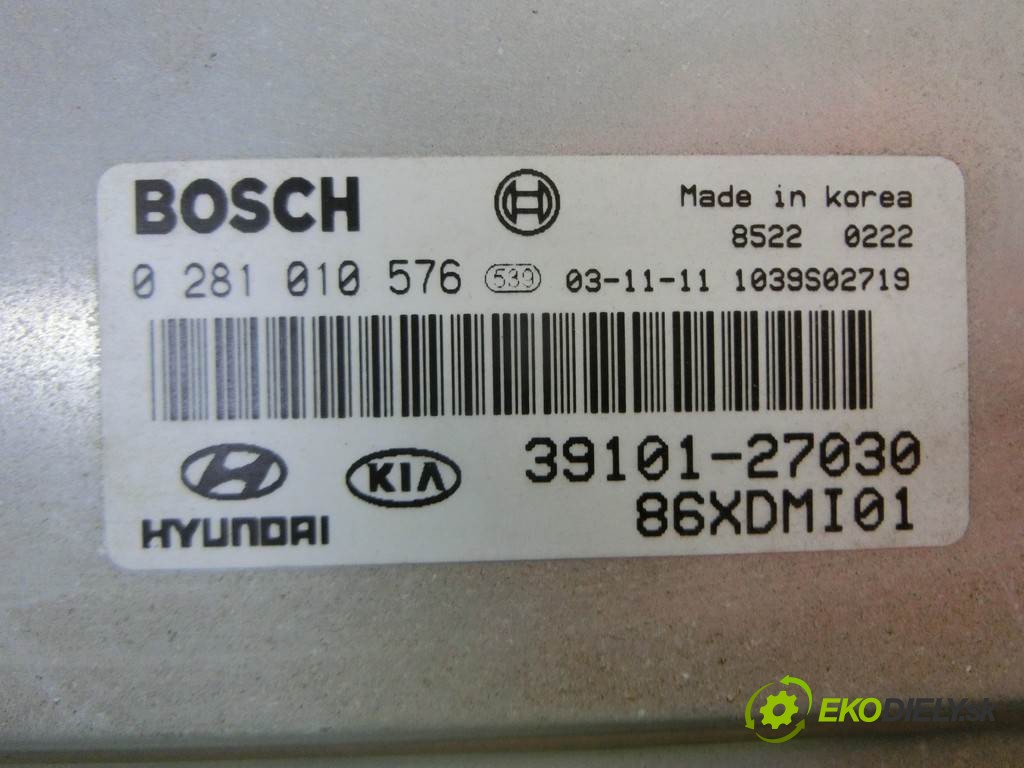 BOSCH
Made in korea
8522 0222
0 281 010 576 539 03-11-11 1039S02719
39101-27030
KIA
86XDMI01
HYUNDAI
EKODIELY.SK